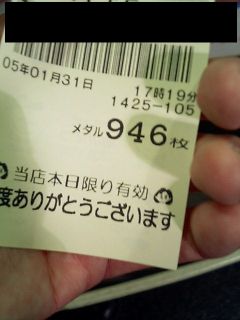 05年01月31日 17時19分
1425-105
メタル 946枚
当店本日限り有効
度ありがとうございます